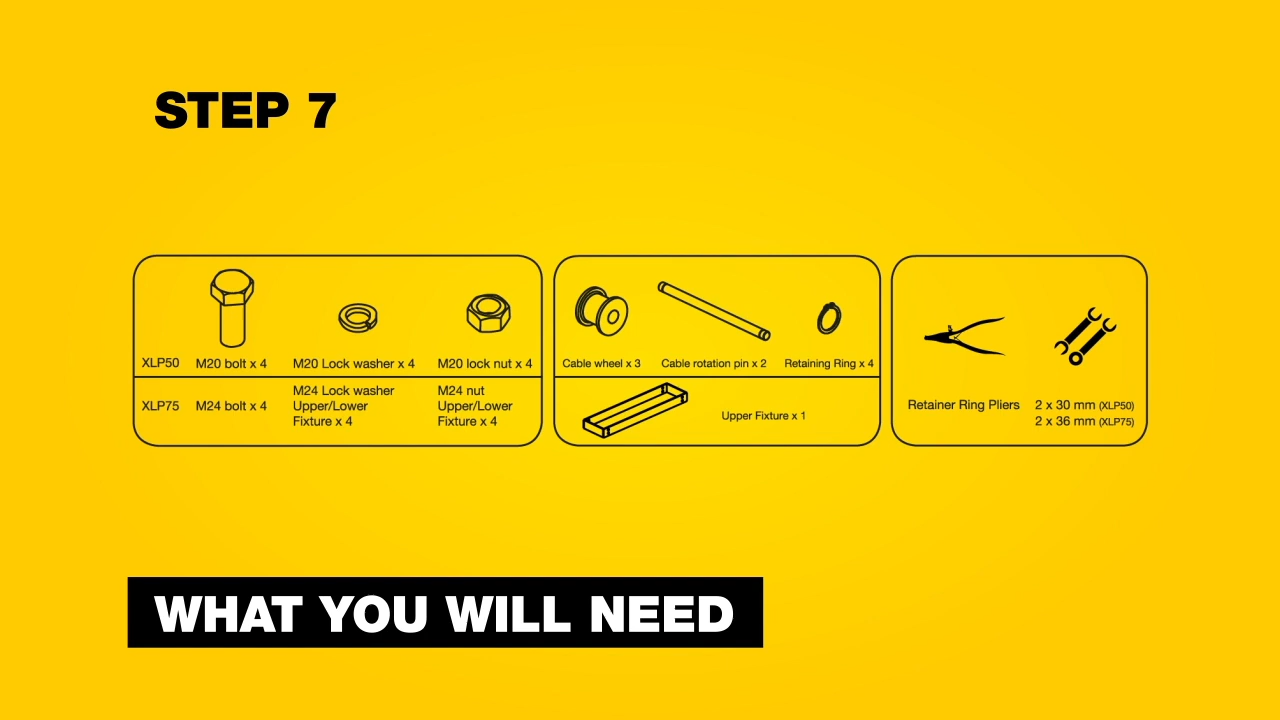 STEP 7
XLP50 M20 bolt x 4 M20 Lock washer x 4 M20 lock nut x 4
XLP75 M24 bolt x 4
M24 Lock washer
Upper/Lower
Fixture x 4
M24 nut
Upper/Lower
Fixture x 4
Cable wheel x 3 Cable rotation pin x 2 Retaining Ring x 4
Upper Fixture x 1
Retainer Ring Pliers
2 x 30 mm (XLP50)
2 x 36 mm (XLP75)
WHAT YOU WILL NEED